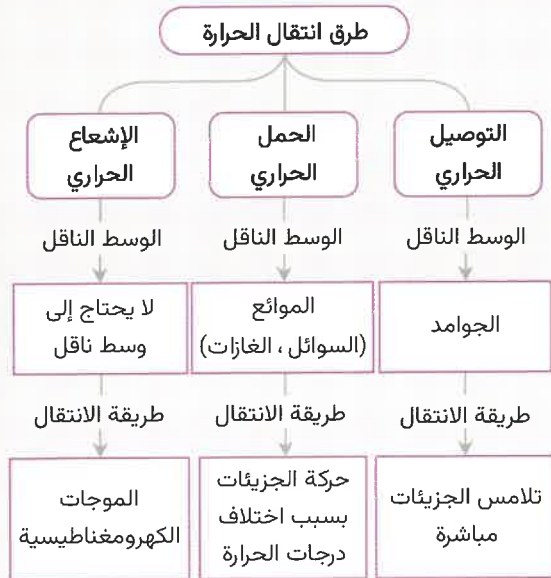 طرق انتقال الحرارة
التوصيل
الحراري
الحمل
الحراري
الإشعاع
الحراري
الوسط الناقل
الوسط الناقل
الوسط الناقل
الجوامد
الموائع
(السوائل ، الغازات)
لا يحتاج إلى
وسط ناقل
طريقة الانتقال
طريقة الانتقال
طريقة الانتقال
تلامس الجزيئات
مباشرة
حركة الجزيئات
بسبب اختلاف
درجات الحرارة
الموجات
الكهرومغناطيسية